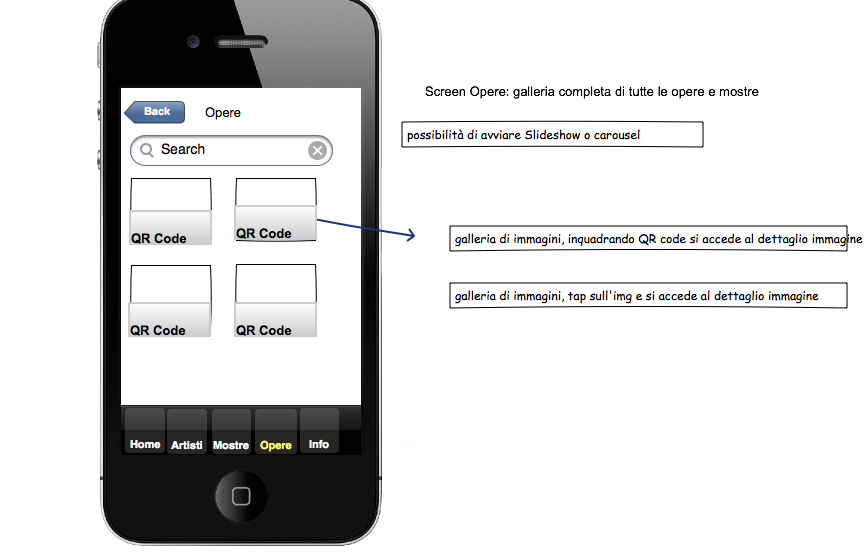 Screen Opere: galleria completa di tutte le opere e mostre
Back
Opere
possibilità di avviare Slideshow o carousel
Search
QR Code
QR Code
galleria di immagini, inquadrando QR code si accede al dettaglio immagine
galleria di immagini, tap sull'img e si accede al dettaglio immagine
QR Code
QR Code
Home
Artisti
Mostre
Opere
Info